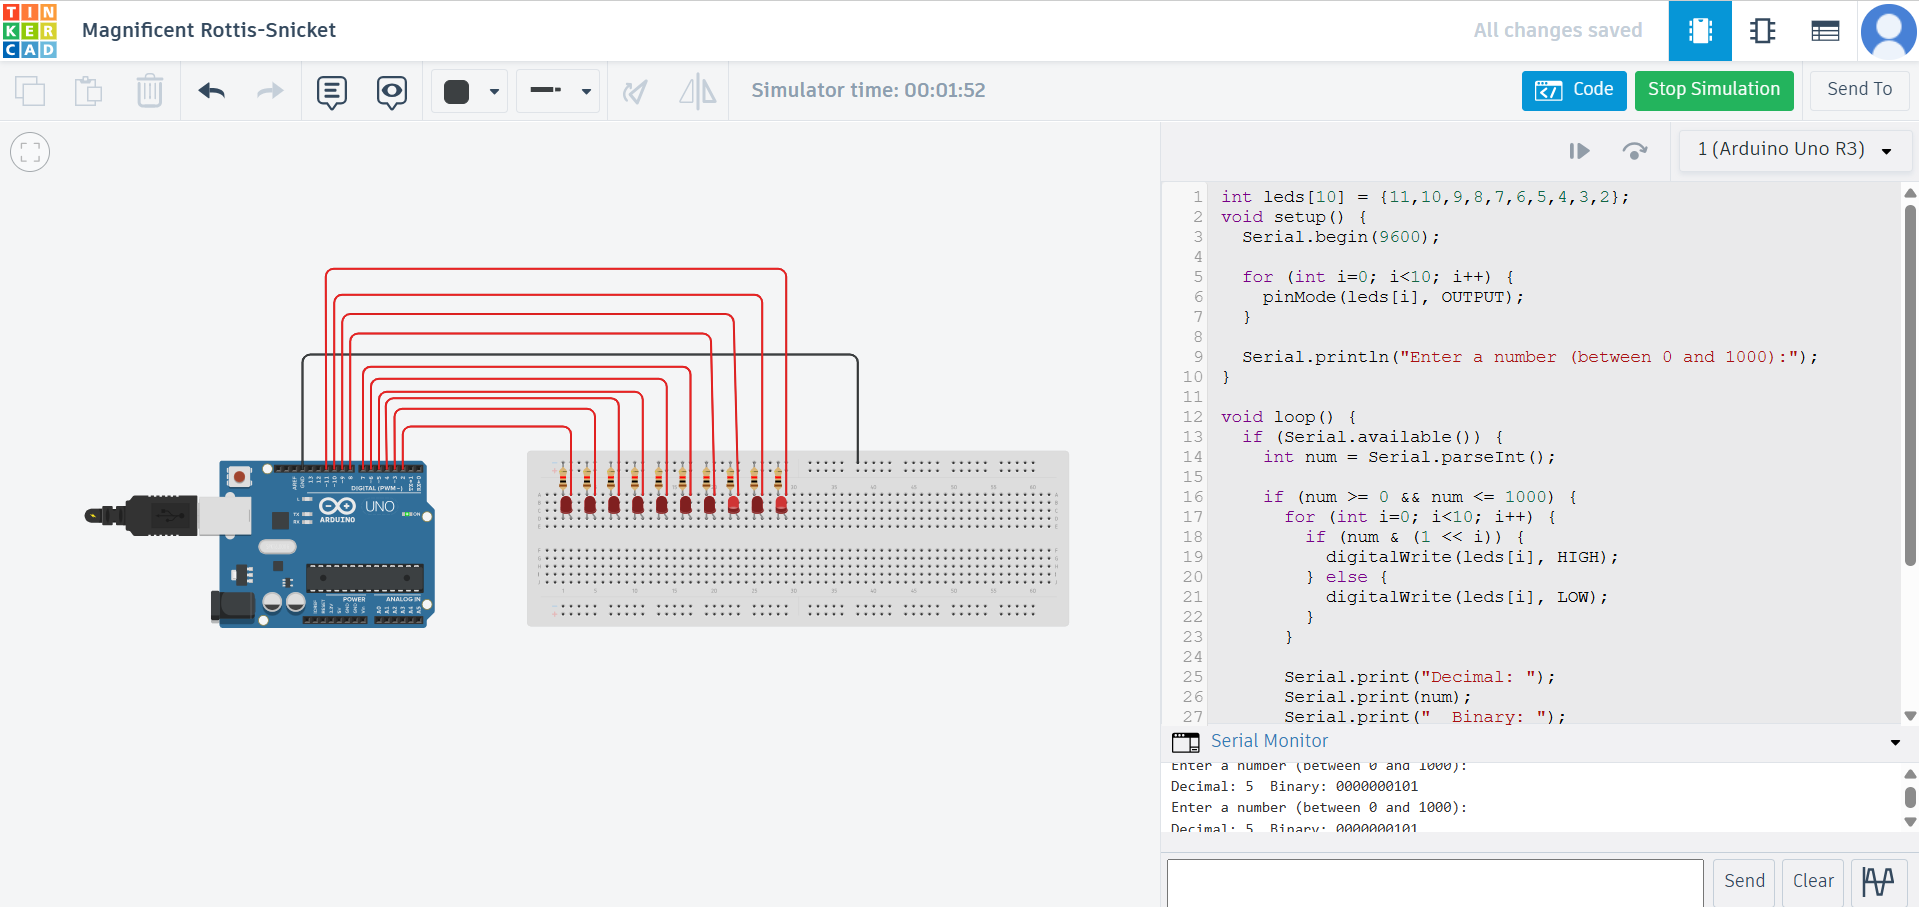 TINKERCAD
Magnificent Rottis-Snicket
All changes saved
Simulator time: 00:01:52
Code
Stop Simulation
Send To
1 (Arduino Uno R3)
1 int leds[10] = {11,10,9,8,7,6,5,4,3,2};
2 void setup() {
3 Serial.begin(9600);
4
5 for (int i=0; i<10; i++) {
6 pinMode(leds[i], OUTPUT);
7 }
8
9 Serial.println("Enter a number (between 0 and 1000):");
10 }
11
12 void loop() {
13 if (Serial.available()) {
14 int num = Serial.parseInt();
15
16 if (num >= 0 && num <= 1000) {
17 for (int i=0; i<10; i++) {
18 if (num & (1 << i)) {
19 digitalWrite(leds[i], HIGH);
20 } else {
21 digitalWrite(leds[i], LOW);
22 }
23 }
24
25 Serial.print("Decimal: ");
26 Serial.print(num);
27 Serial.print("  Binary: ");
DIGITAL (PWM~)
UNO
ARDUINO
TX
RX
ON
POWER
ANALOG IN
Serial Monitor
Enter a number (between 0 and 1000):
Decimal: 5  Binary: 0000000101
Enter a number (between 0 and 1000):
Decimal: 5  Binary: 0000000101
Send
Clear